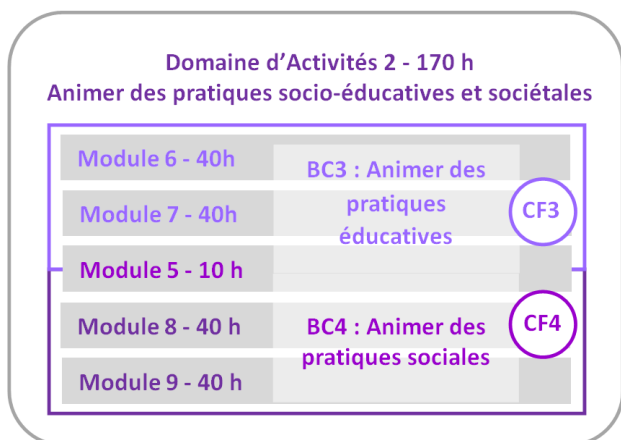 Domaine d’Activités 2 - 170 h
Animer des pratiques socio-éducatives et sociétales
Module 6 - 40h
Module 7 - 40h
Module 5 - 10 h
Module 8 - 40 h
Module 9 - 40 h
BC3 : Animer des
pratiques
éducatives
CF3
BC4 : Animer des
pratiques sociales
CF4